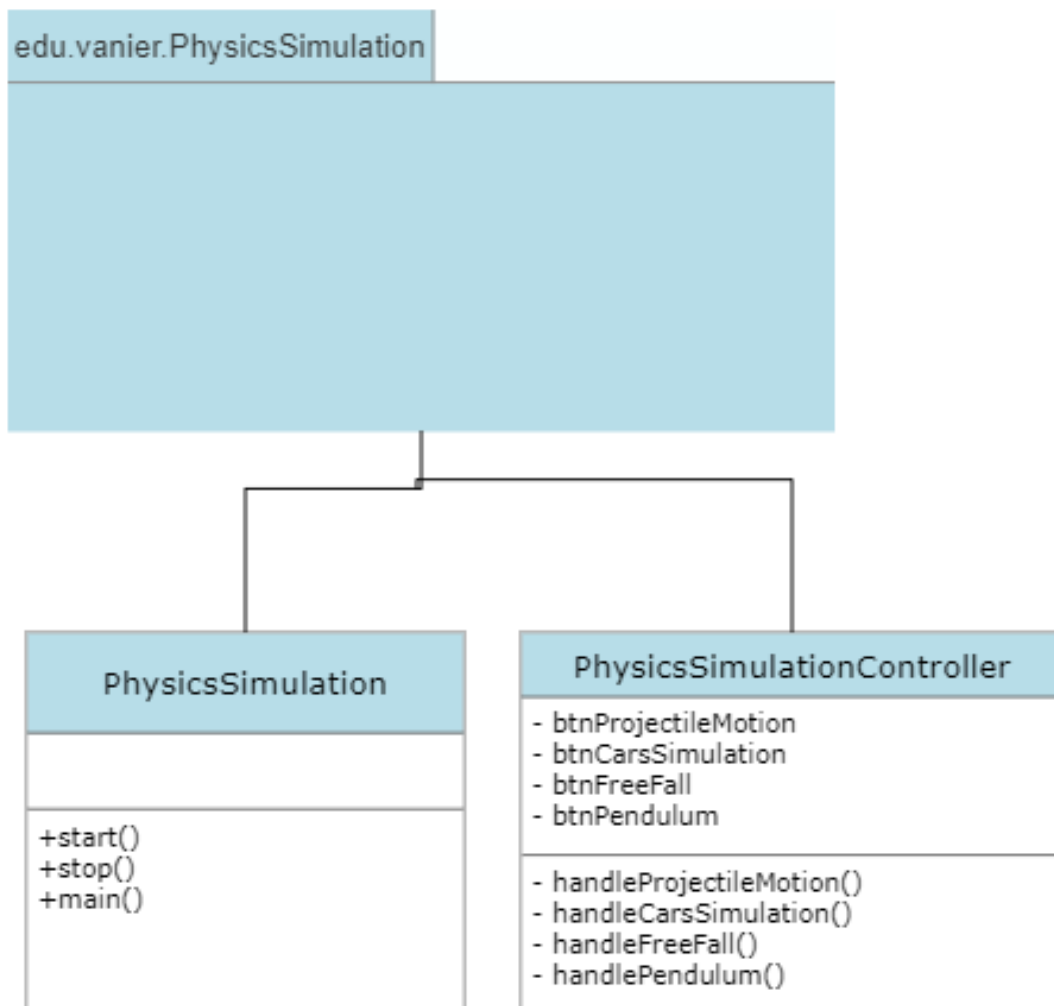 edu.vanier.PhysicsSimulation
PhysicsSimulation
+start()
+stop()
+main()
PhysicsSimulationController
- btnProjectileMotion
- btnCarsSimulation
- btnFreeFall
- btnPendulum
- handleProjectileMotion()
- handleCarsSimulation()
- handleFreeFall()
- handlePendulum()